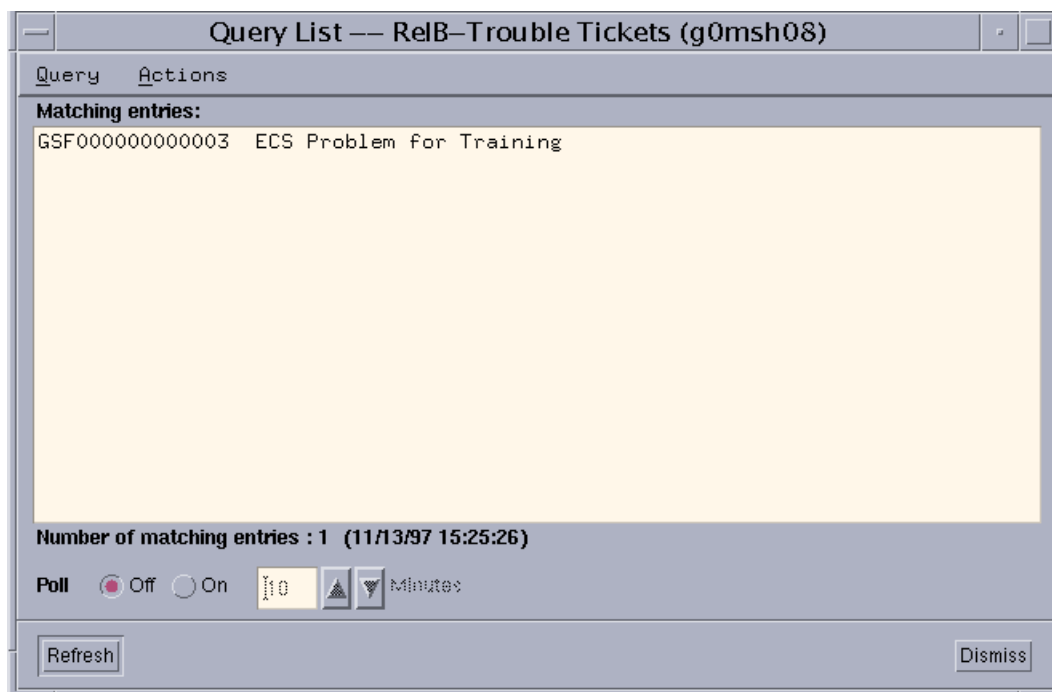 Query List –– RelB–Trouble Tickets (g0msh08)
Query Actions
Matching entries:
GSF000000000003 ECS Problem for Training
Number of matching entries : 1 (11/13/97 15:25:26)
Poll Off On 10 Minutes
Refresh Dismiss